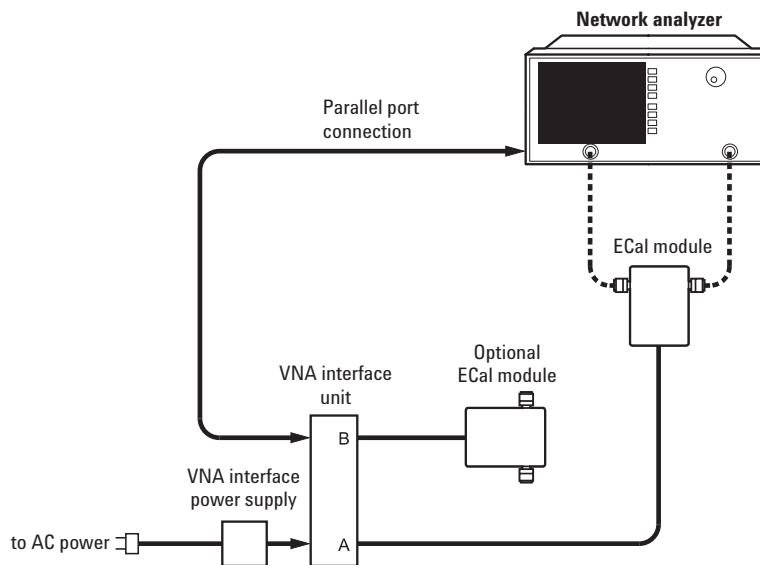 Network analyzer
Parallel port
connection
ECal module
Optional
ECal module
VNA interface
unit
B
VNA interface
power supply
to AC power
A